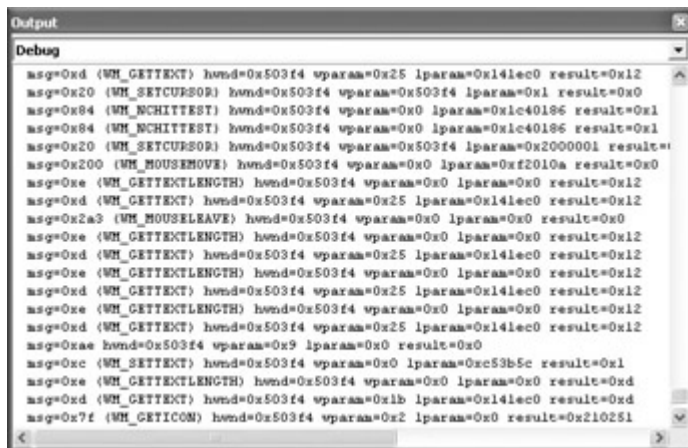 Output
Debug
msg=0xd (WM_GETTEXT) hwnd=0x503f4 wparam=0x25 lparam=0x141ec0 result=0x12
msg=0x20 (WM_SETCURSOR) hwnd=0x503f4 wparam=0x503f4 lparam=0x1 result=0x0
msg=0x84 (WM_NCHITTEST) hwnd=0x503f4 wparam=0x0 lparam=0x1c40186 result=0x1
msg=0x84 (WM_NCHITTEST) hwnd=0x503f4 wparam=0x0 lparam=0x1c40186 result=0x1
msg=0x20 (WM_SETCURSOR) hwnd=0x503f4 wparam=0x503f4 lparam=0x2000001 result=
msg=0x200 (WM_MOUSEMOVE) hwnd=0x503f4 wparam=0x0 lparam=0xf2010a result=0x0
msg=0xe (WM_GETTEXTLENGTH) hwnd=0x503f4 wparam=0x0 lparam=0x0 result=0x12
msg=0xd (WM_GETTEXT) hwnd=0x503f4 wparam=0x25 lparam=0x141ec0 result=0x12
msg=0x2a3 (WM_MOUSELEAVE) hwnd=0x503f4 wparam=0x0 lparam=0x0 result=0x0
msg=0xe (WM_GETTEXTLENGTH) hwnd=0x503f4 wparam=0x0 lparam=0x0 result=0x12
msg=0xd (WM_GETTEXT) hwnd=0x503f4 wparam=0x25 lparam=0x141ec0 result=0x12
msg=0xe (WM_GETTEXTLENGTH) hwnd=0x503f4 wparam=0x0 lparam=0x0 result=0x12
msg=0xd (WM_GETTEXT) hwnd=0x503f4 wparam=0x25 lparam=0x141ec0 result=0x12
msg=0xe (WM_GETTEXTLENGTH) hwnd=0x503f4 wparam=0x0 lparam=0x0 result=0x12
msg=0xd (WM_GETTEXT) hwnd=0x503f4 wparam=0x25 lparam=0x141ec0 result=0x12
msg=0xae hwnd=0x503f4 wparam=0x9 lparam=0x0 result=0x0
msg=0xc (WM_SETTEXT) hwnd=0x503f4 wparam=0x0 lparam=0xc53b5c result=0x1
msg=0xe (WM_GETTEXTLENGTH) hwnd=0x503f4 wparam=0x0 lparam=0x0 result=0xd
msg=0xd (WM_GETTEXT) hwnd=0x503f4 wparam=0x1b lparam=0x141ec0 result=0xd
msg=0x7f (WM_GETICON) hwnd=0x503f4 wparam=0x2 lparam=0x0 result=0x210251